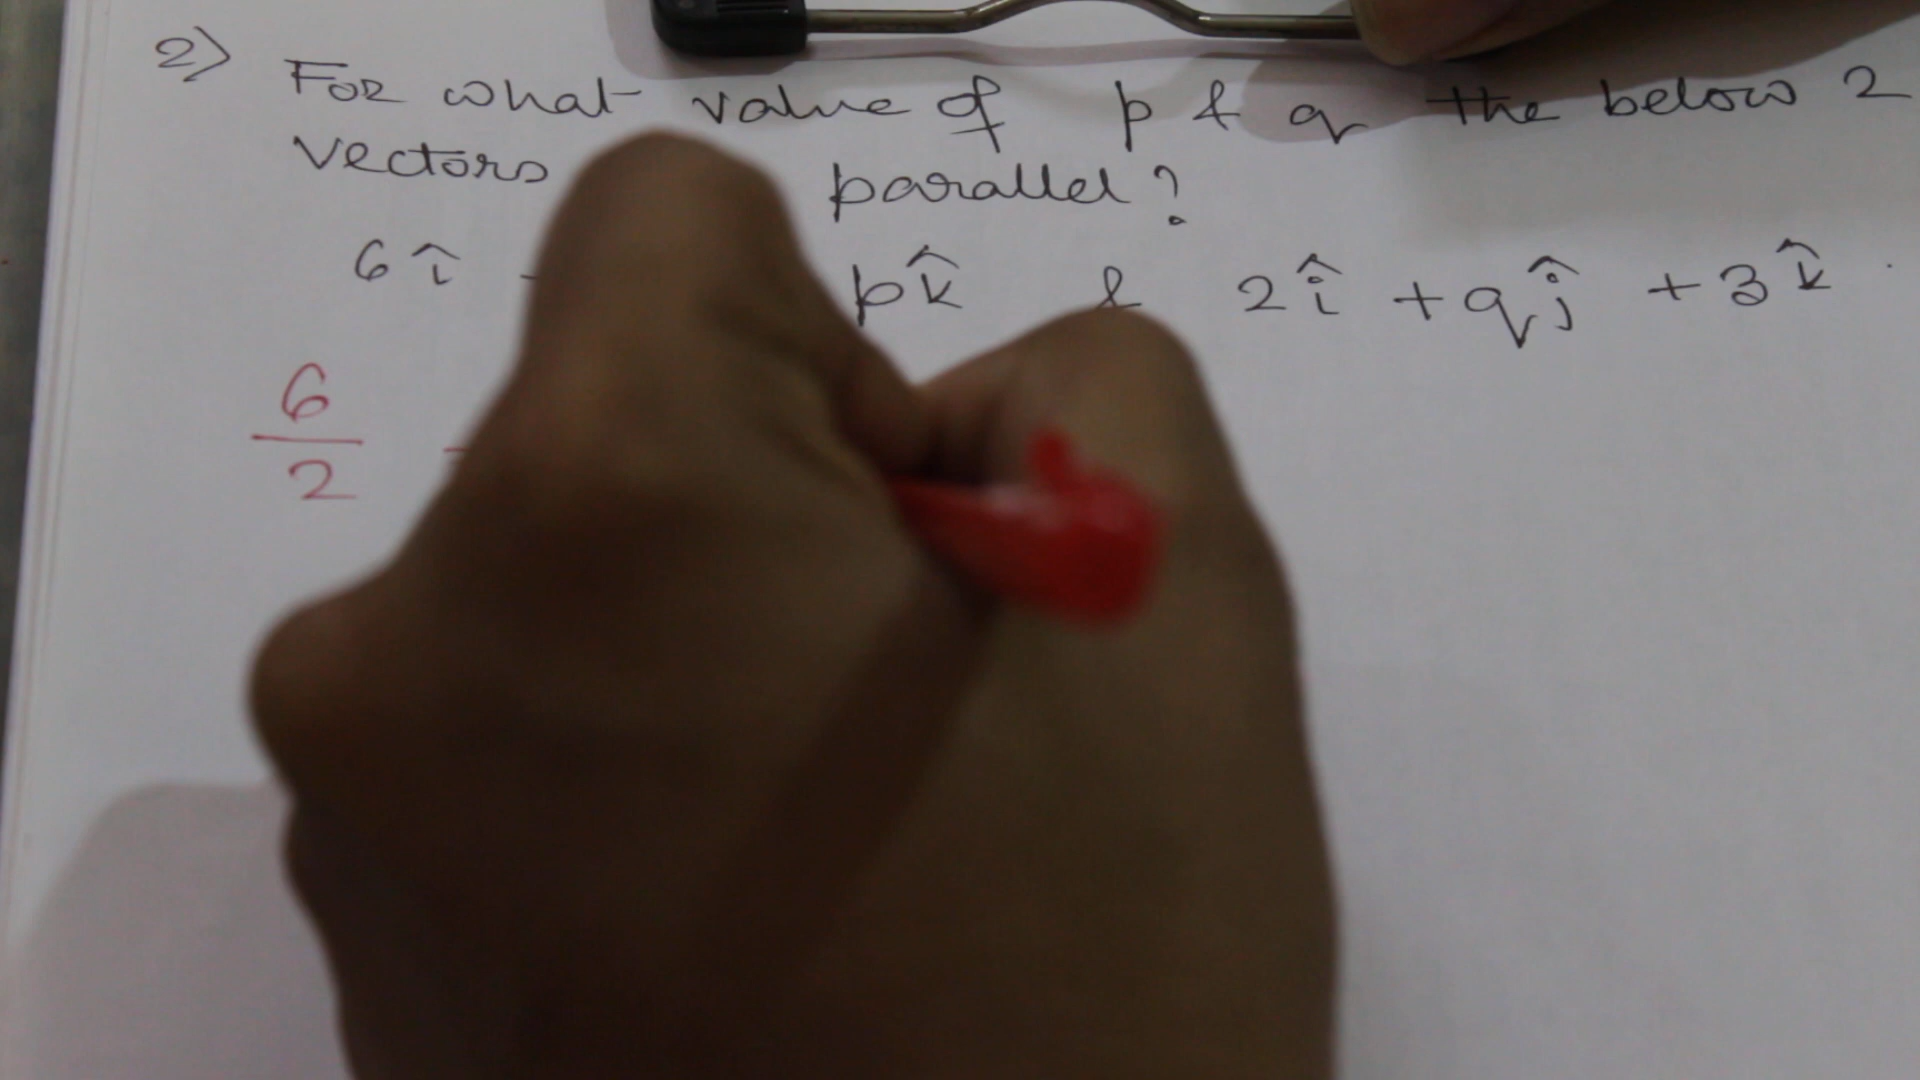 2) For what value of p & q the below 2
vectors parallel?
6î - pk̂ & 2î + qĵ + 3k̂.
6
2